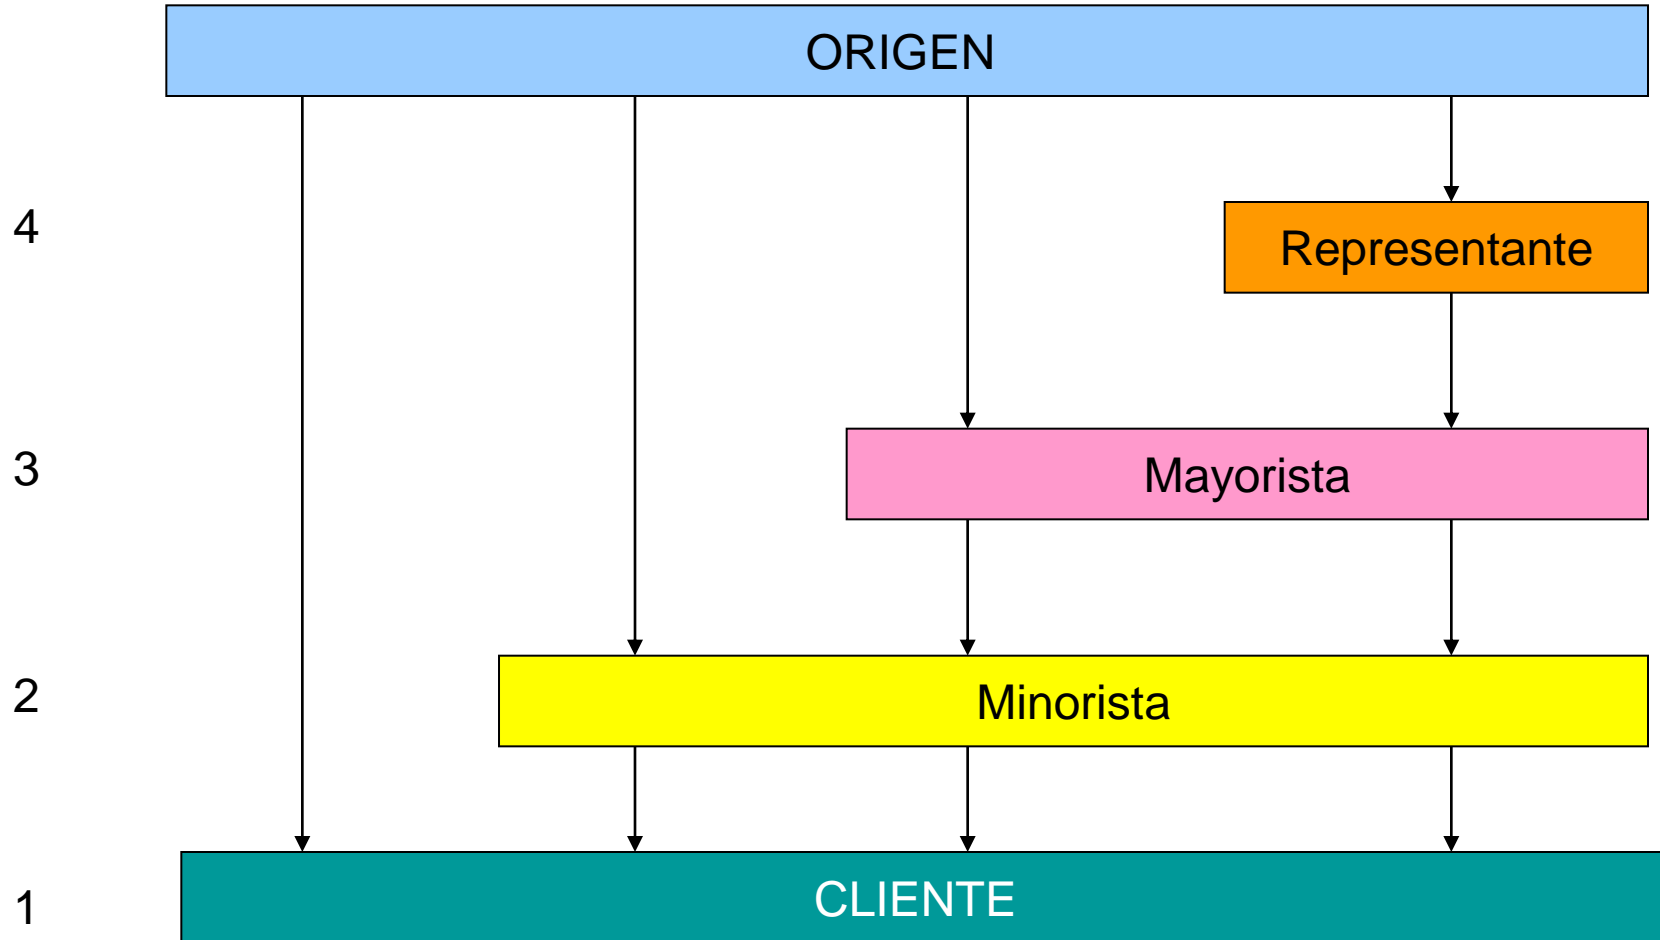 ORIGEN
4
Representante
3
Mayorista
2
Minorista
1
CLIENTE